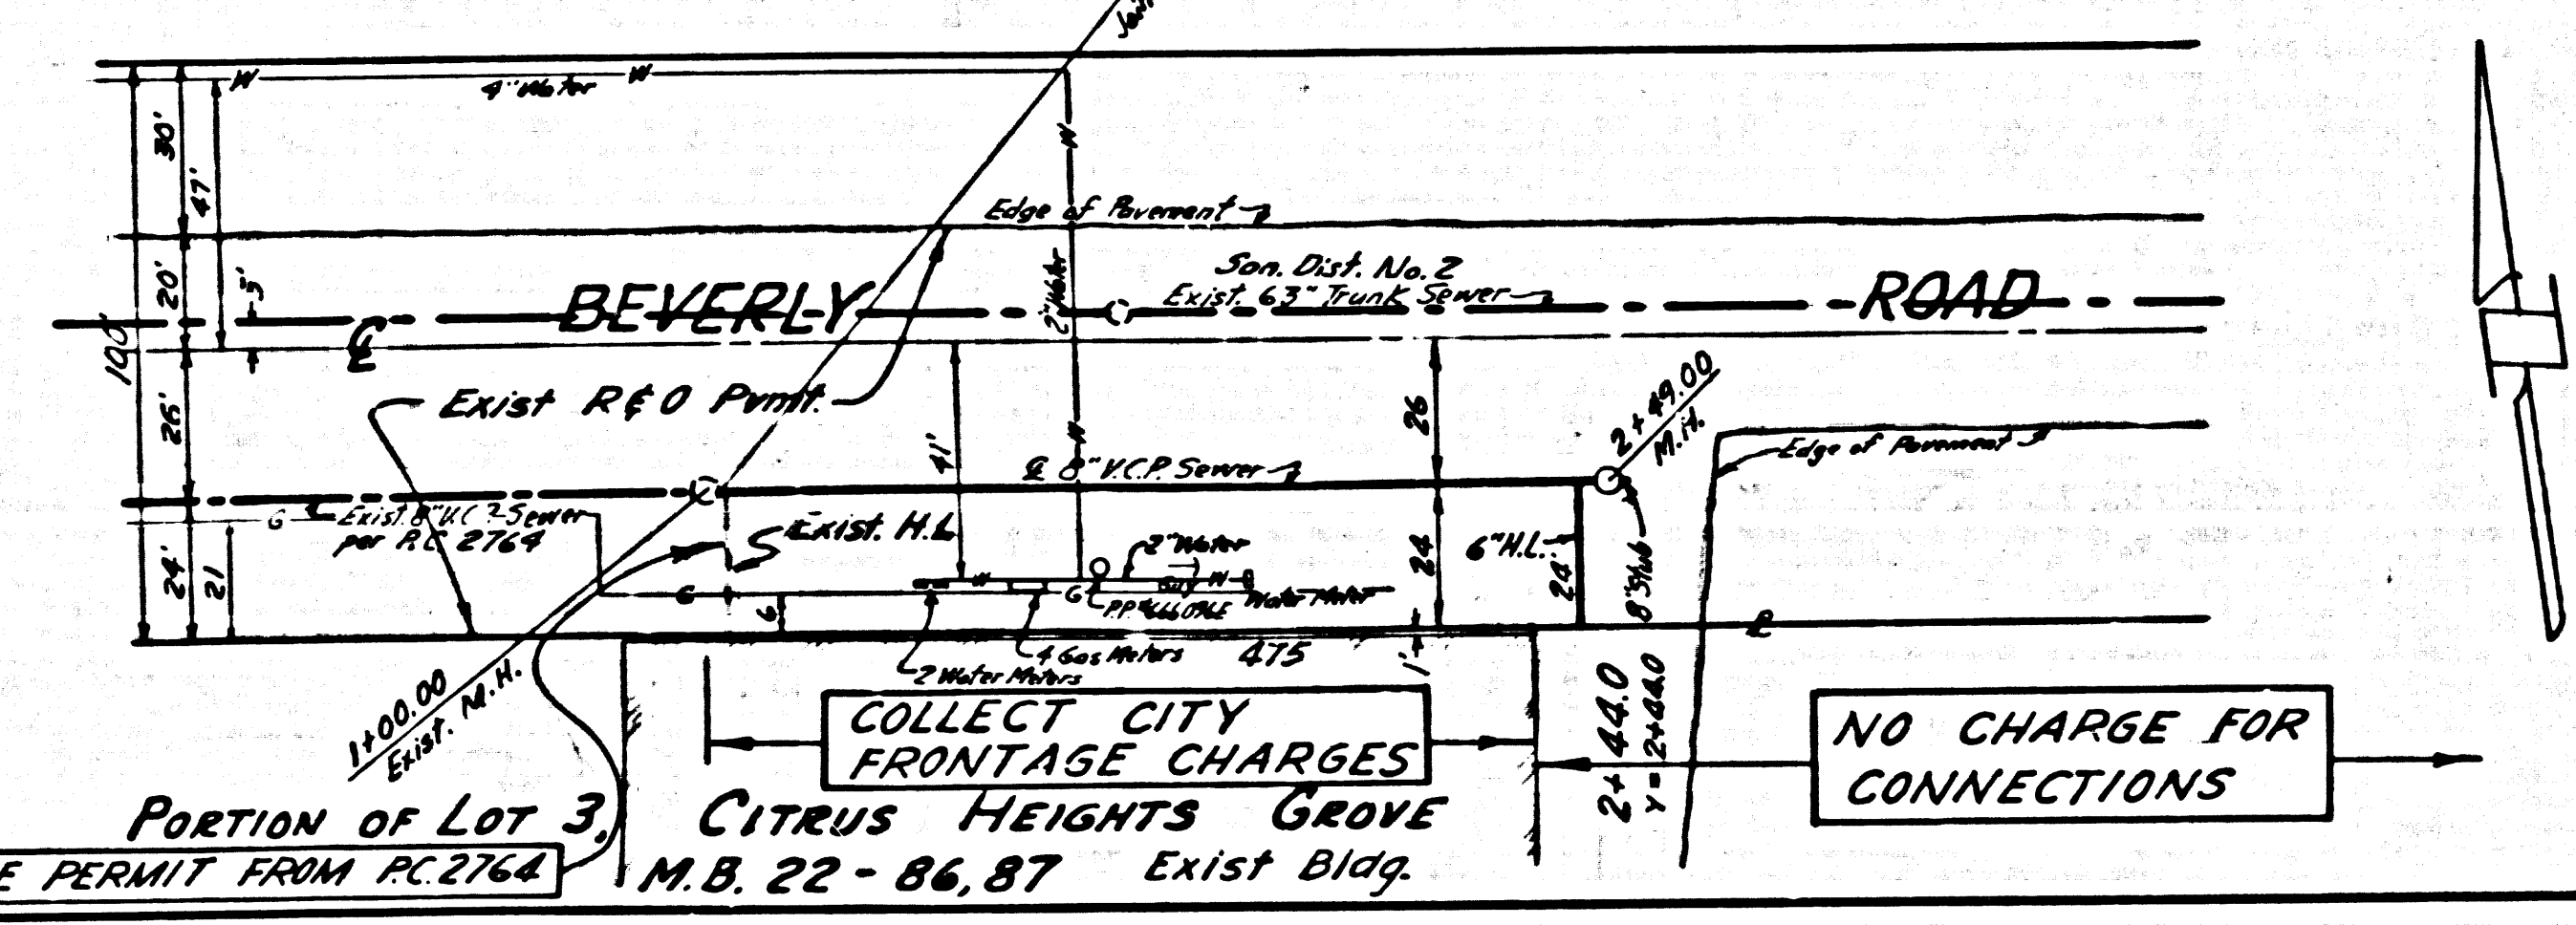 W
4" Water
W
30'
47'
W
Edge of Pavement
20'
5'
2" Water
San. Dist. No. 2
Exist. 63" Trunk Sewer
BEVERLY
ROAD
℄
100'
Exist R & O Pvmt.
26'
41'
26
2+49.00
M.H.
W
Edge of Pavement
℄ 8" V.C.P. Sewer
G
Exist. 8" V.C.P. Sewer
per P.C. 2764
Exist. H.L.
24'
21
2" Water
W
Guy
W
G
G
6
P.P.#666096E
Water Meter
24
6" H.L.
24'
8" Stub
2 Water Meters
4 Gas Meters
475
1'±
℄
1+00.00
Exist. M.H.
COLLECT CITY
FRONTAGE CHARGES
2+44.0
Y = 2+44.0
NO CHARGE FOR
CONNECTIONS
PORTION OF LOT 3, CITRUS HEIGHTS GROVE
E PERMIT FROM P.C. 2764
M.B. 22 - 86, 87 Exist Bldg.